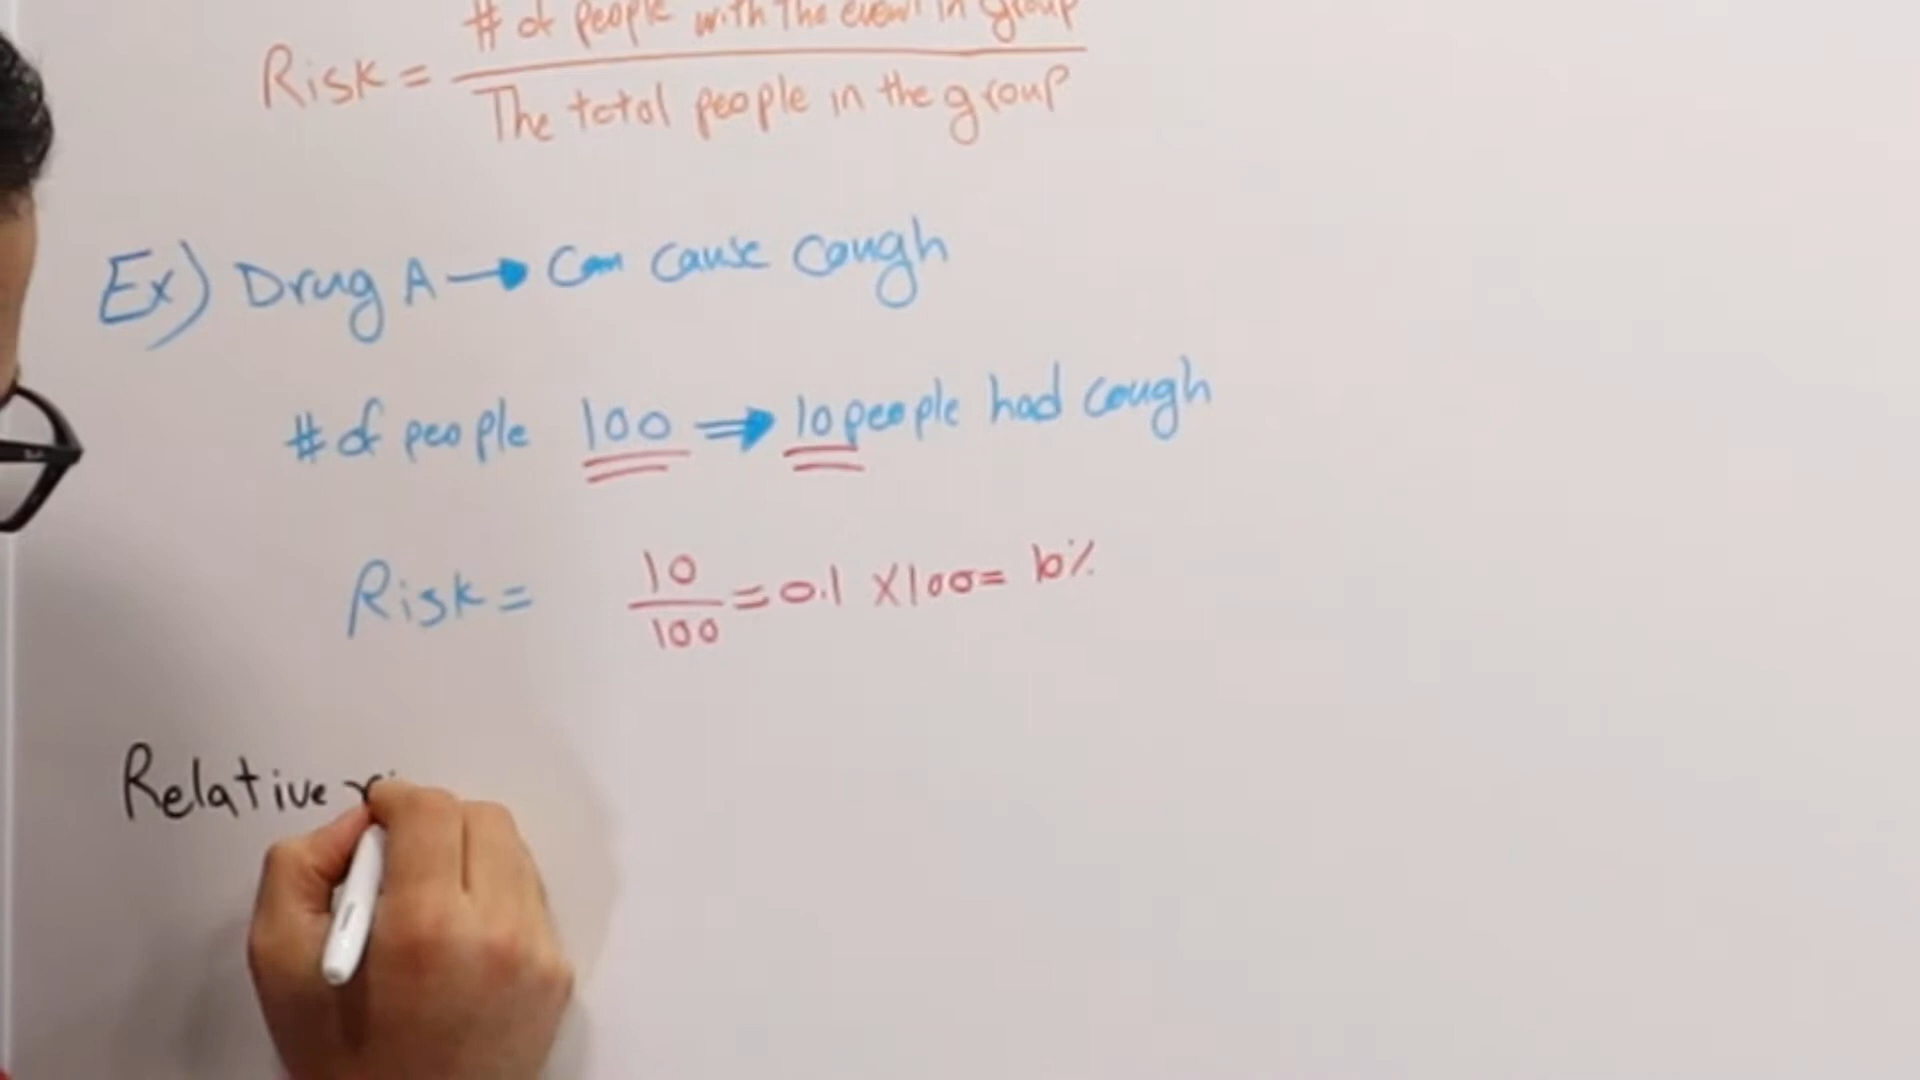 # of people with the event in group
Risk =
The total people in the group
Ex) Drug A → Can cause cough
# of people 100 ⇒ 10 people had cough
Risk = 10/100 = 0.1 X 100 = 10%
Relative